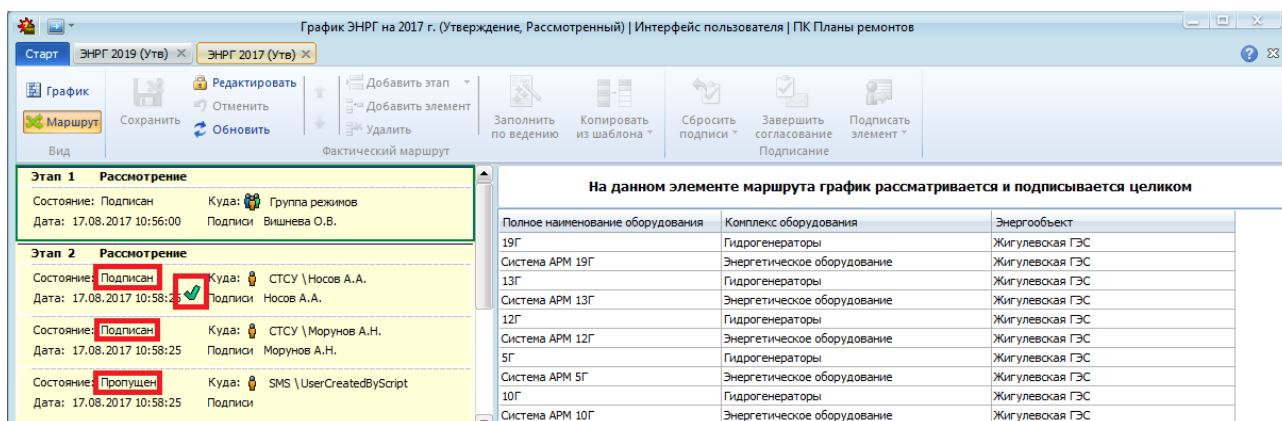 График ЭНРГ на 2017 г. (Утверждение, Рассмотренный) | Интерфейс пользователя | ПК Планы ремонтов
Старт ЭНРГ 2019 (Утв) ЭНРГ 2017 (Утв)
График
Маршрут
Вид
Сохранить
Редактировать
Отменить
Обновить
Добавить этап
Добавить элемент
Удалить
Фактический маршрут
Заполнить по ведению
Копировать из шаблона
Сбросить подписи
Завершить согласование
Подписать элемент
Подписание
Этап 1 Рассмотрение
Состояние: Подписан Куда: Группа режимов
Дата: 17.08.2017 10:56:00 Подписи Вишнева О.В.
Этап 2 Рассмотрение
Состояние: Подписан Куда: СТСУ \ Носов А.А.
Дата: 17.08.2017 10:58:25 Подписи Носов А.А.
Состояние: Подписан Куда: СТСУ \ Морунов А.Н.
Дата: 17.08.2017 10:58:25 Подписи Морунов А.Н.
Состояние: Пропущен Куда: SMS \ UserCreatedByScript
Дата: 17.08.2017 10:58:25 Подписи
На данном элементе маршрута график рассматривается и подписывается целиком
Полное наименование оборудования Комплекс оборудования Энергообъект
19Г Гидрогенераторы Жигулевская ГЭС
Система АРМ 19Г Энергетическое оборудование Жигулевская ГЭС
13Г Гидрогенераторы Жигулевская ГЭС
Система АРМ 13Г Энергетическое оборудование Жигулевская ГЭС
12Г Гидрогенераторы Жигулевская ГЭС
Система АРМ 12Г Энергетическое оборудование Жигулевская ГЭС
5Г Гидрогенераторы Жигулевская ГЭС
Система АРМ 5Г Энергетическое оборудование Жигулевская ГЭС
10Г Гидрогенераторы Жигулевская ГЭС
Система АРМ 10Г Энергетическое оборудование Жигулевская ГЭС